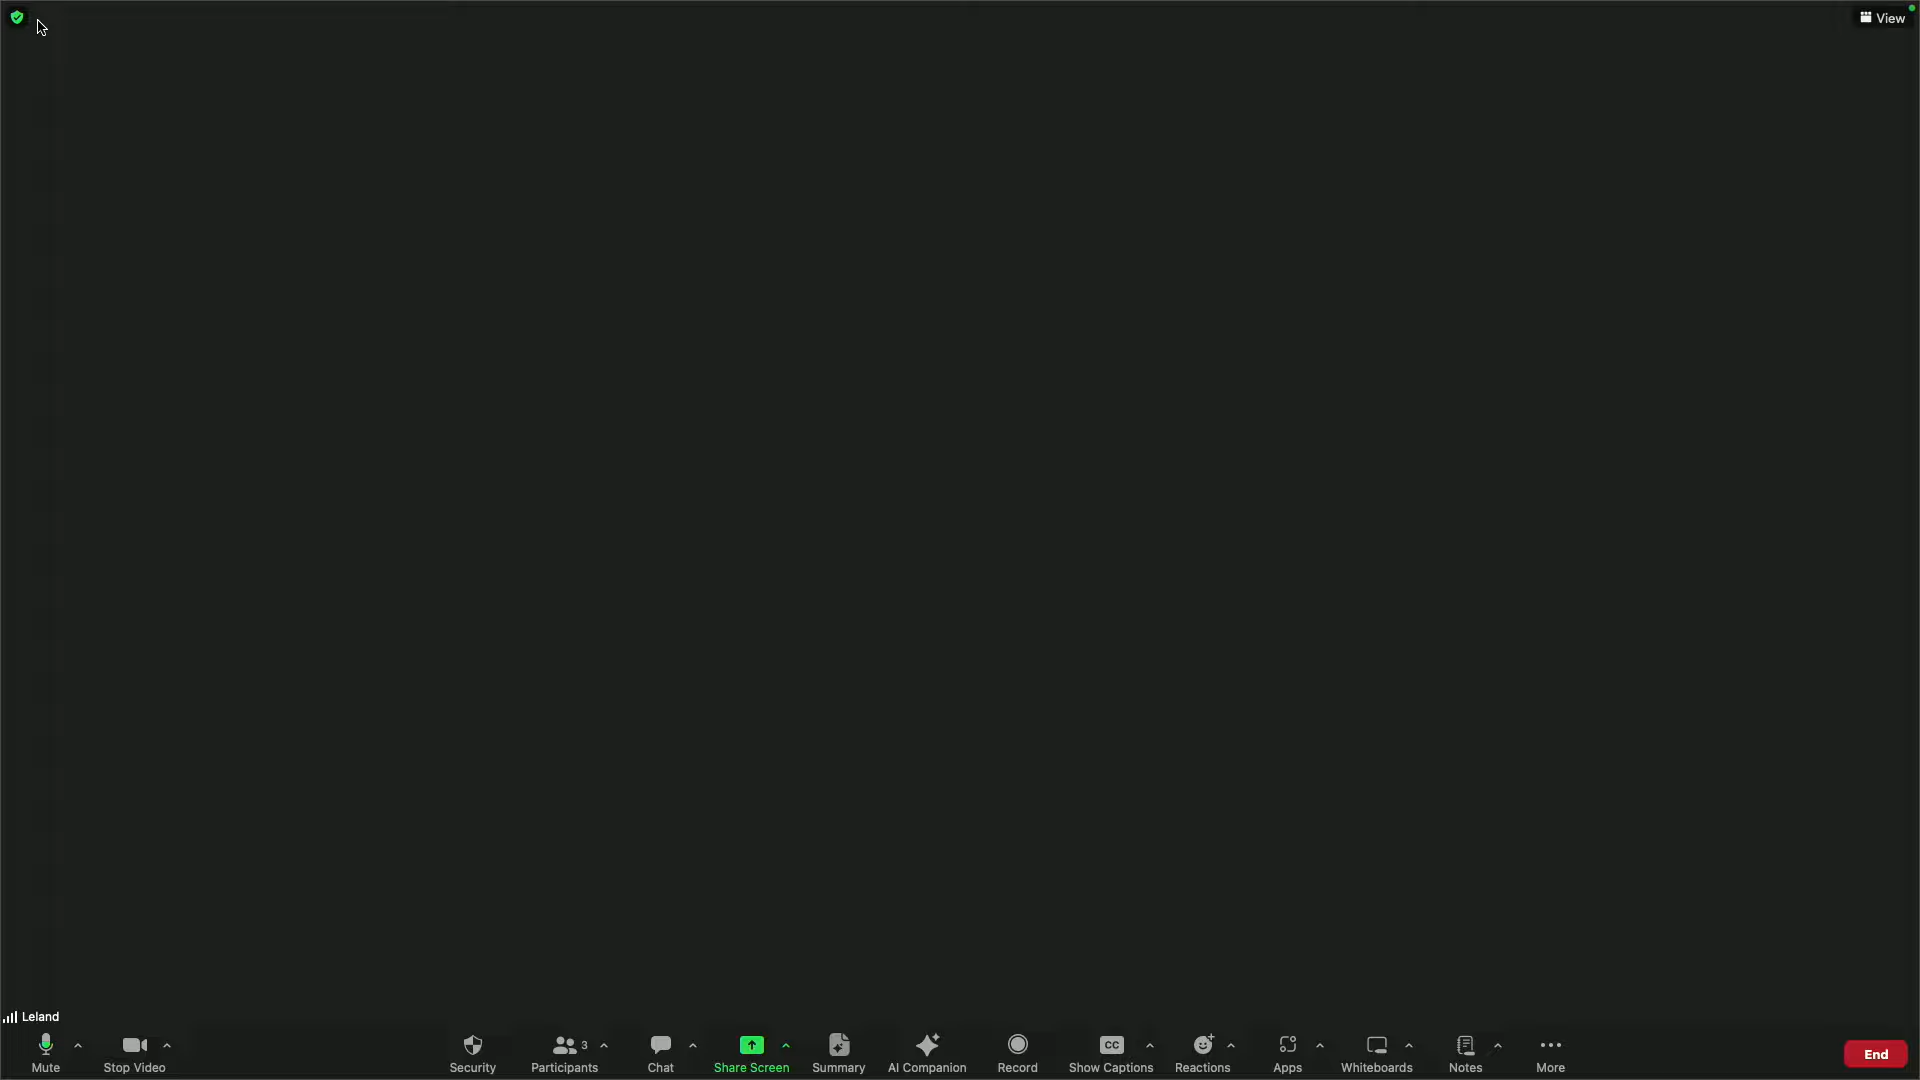 View
Leland
Mute
Stop Video
Security
Participants
3
Chat
Share Screen
Summary
AI Companion
Record
CC
Show Captions
Reactions
Apps
Whiteboards
Notes
More
End